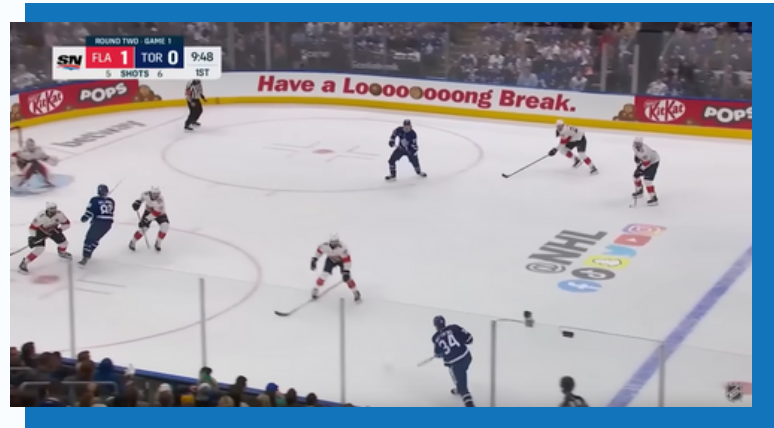 ROUND TWO · GAME 1
SN FLA 1 TOR 0 9:48
5 SHOTS 6 1ST
KitKat POPS
Have a Looooooong Break.
KitKat POPS
betway
@NHL
34